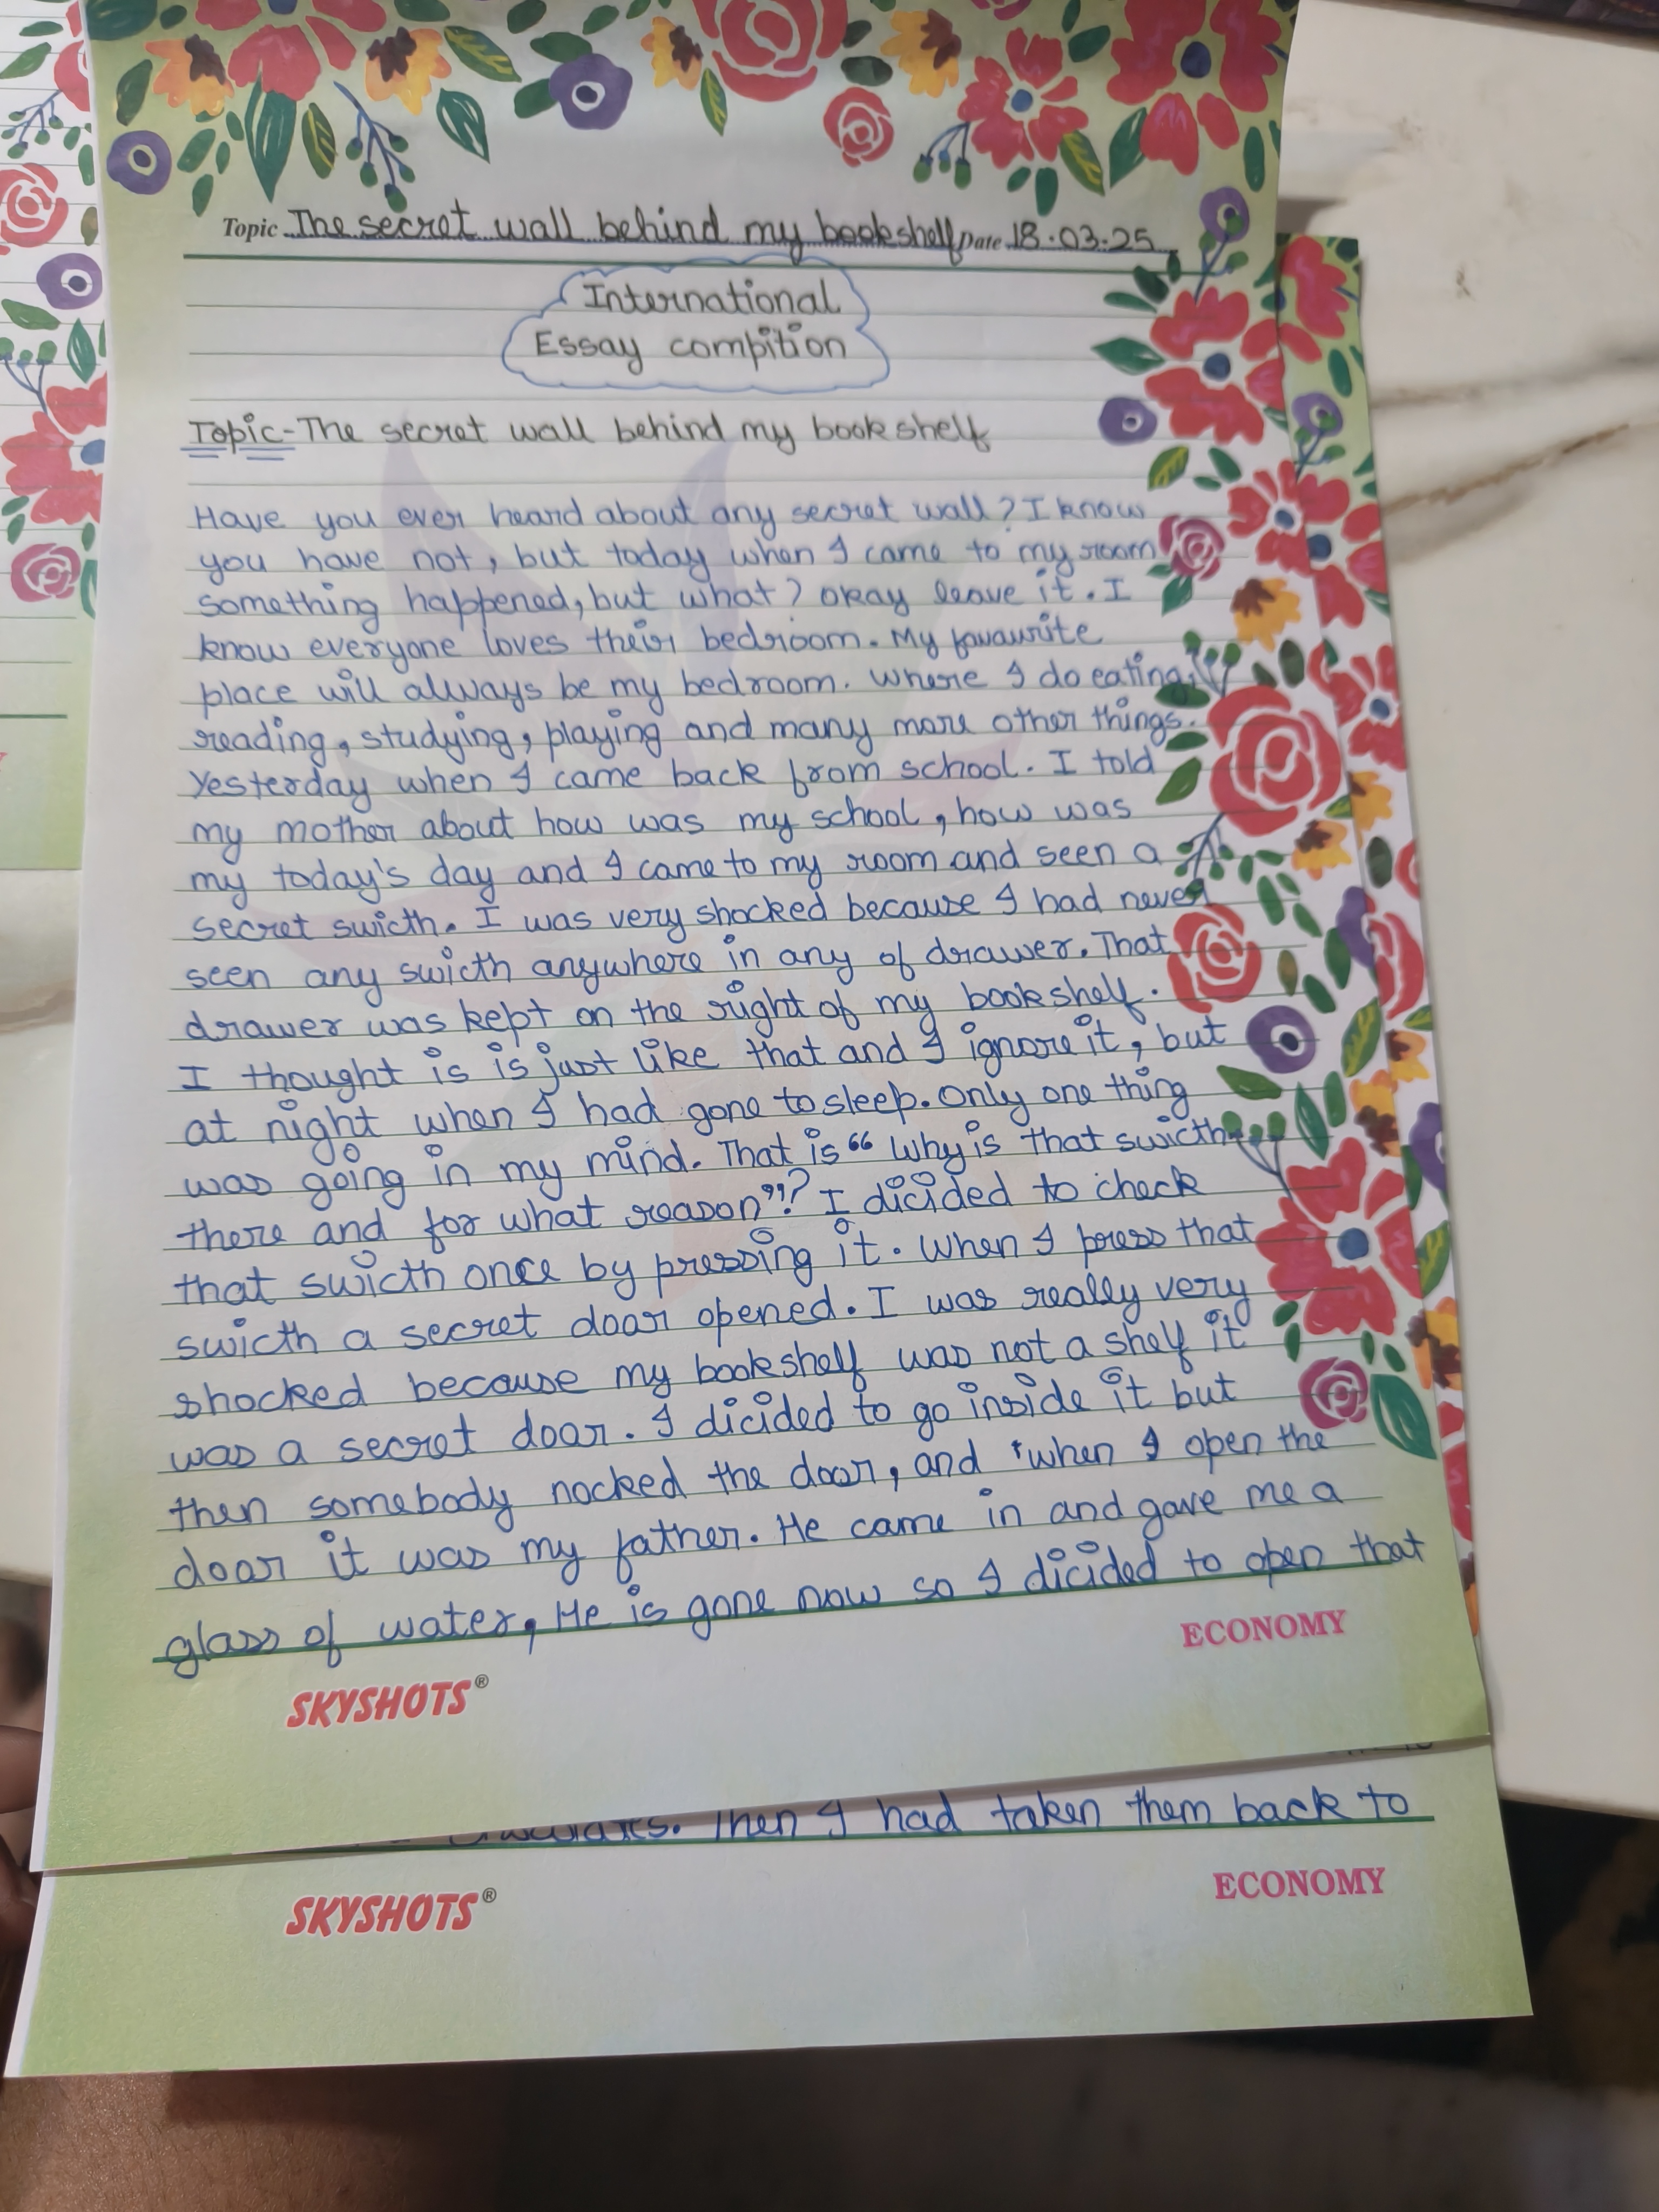 Topic The secret wall behind my bookshelf Date 18.03.25
International
Essay compition
Topic-The secret wall behind my bookshelf
Have you ever heard about any secret wall? I know
you have not, but today when I came to my room
something happened, but what? okay leave it. I
know everyone loves their bedroom. My favaurite
place will always be my bedroom. Where I do eating,
reading, studying, playing and many more other things.
Yesterday when I came back from school. I told
my mother about how was my school, how was
my today's day and I came to my room and seen a
secret swicth. I was very shocked because I had never
seen any swicth anywhere in any of drawer. That
drawer was kept on the right of my bookshelf.
I thought is is just like that and I ignore it, but
at night when I had gone to sleep. Only one thing
was going in my mind. That is “ Why is that swicth
there and for what reason”? I dicided to check
that swicth once by pressing it. When I press that
swicth a secret doar opened. I was really very
shocked because my bookshelf was not a shelf it
was a secret doar. I dicided to go inside it but
then somebody nocked the door, and when I open the
doar it was my father. He came in and gave me a
glass of water, He is gone now so I dicided to open that
ECONOMY
SKYSHOTS®
Then I had taken them back to
ECONOMY
SKYSHOTS®